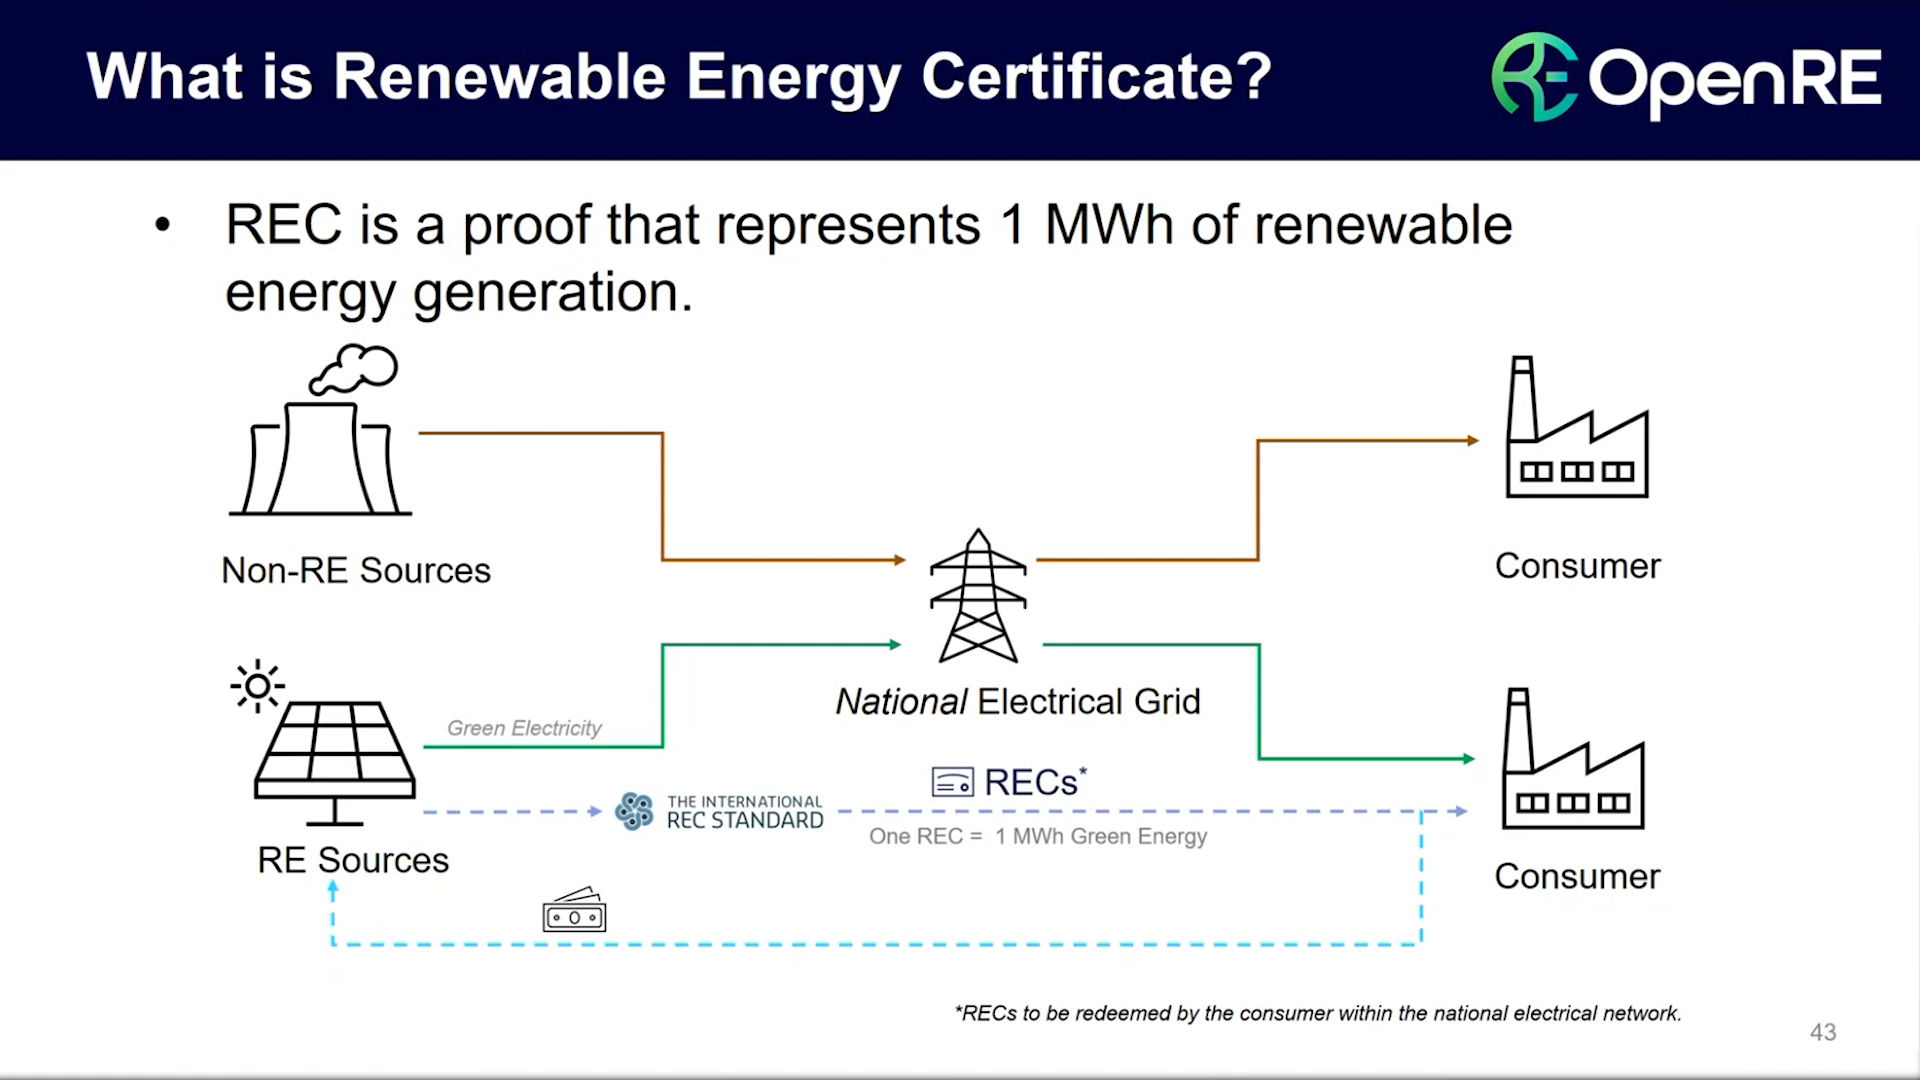 What is Renewable Energy Certificate?
OpenRE
• REC is a proof that represents 1 MWh of renewable
energy generation.
Non-RE Sources
Consumer
National Electrical Grid
Green Electricity
RECs*
THE INTERNATIONAL
REC STANDARD
One REC = 1 MWh Green Energy
RE Sources
Consumer
*RECs to be redeemed by the consumer within the national electrical network.
43